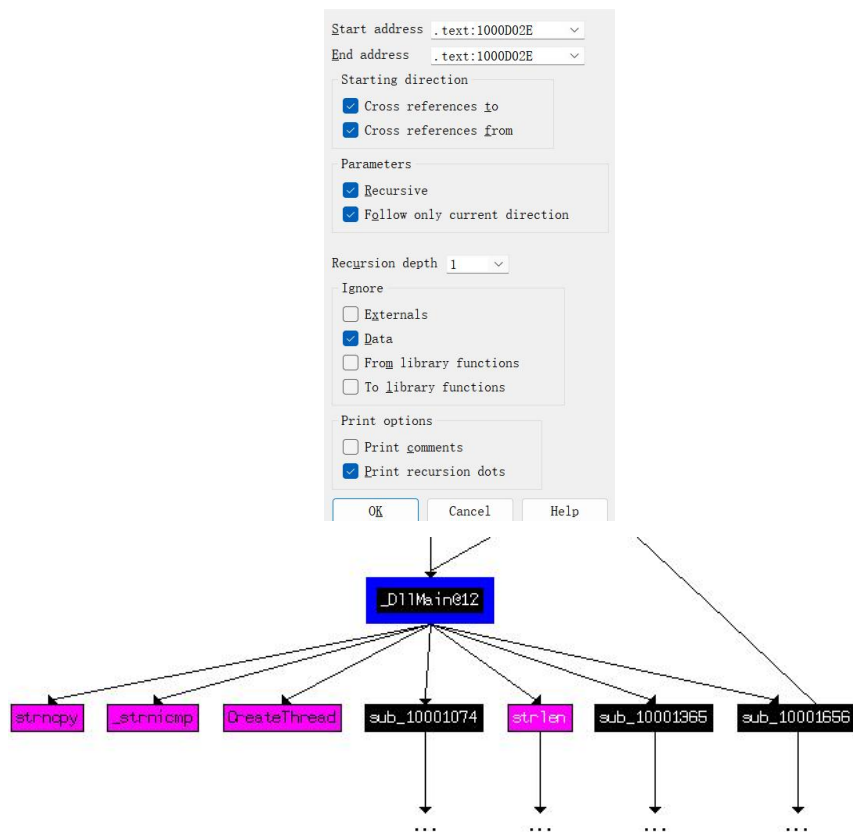 Start address .text:1000D02E
End address .text:1000D02E
Starting direction
Cross references to
Cross references from
Parameters
Recursive
Follow only current direction
Recursion depth 1
Ignore
Externals
Data
From library functions
To library functions
Print options
Print comments
Print recursion dots
OK Cancel Help
_DllMain@12
strncpy _strnicmp CreateThread sub_10001074 strlen sub_10001365 sub_10001656
... ... ... ...